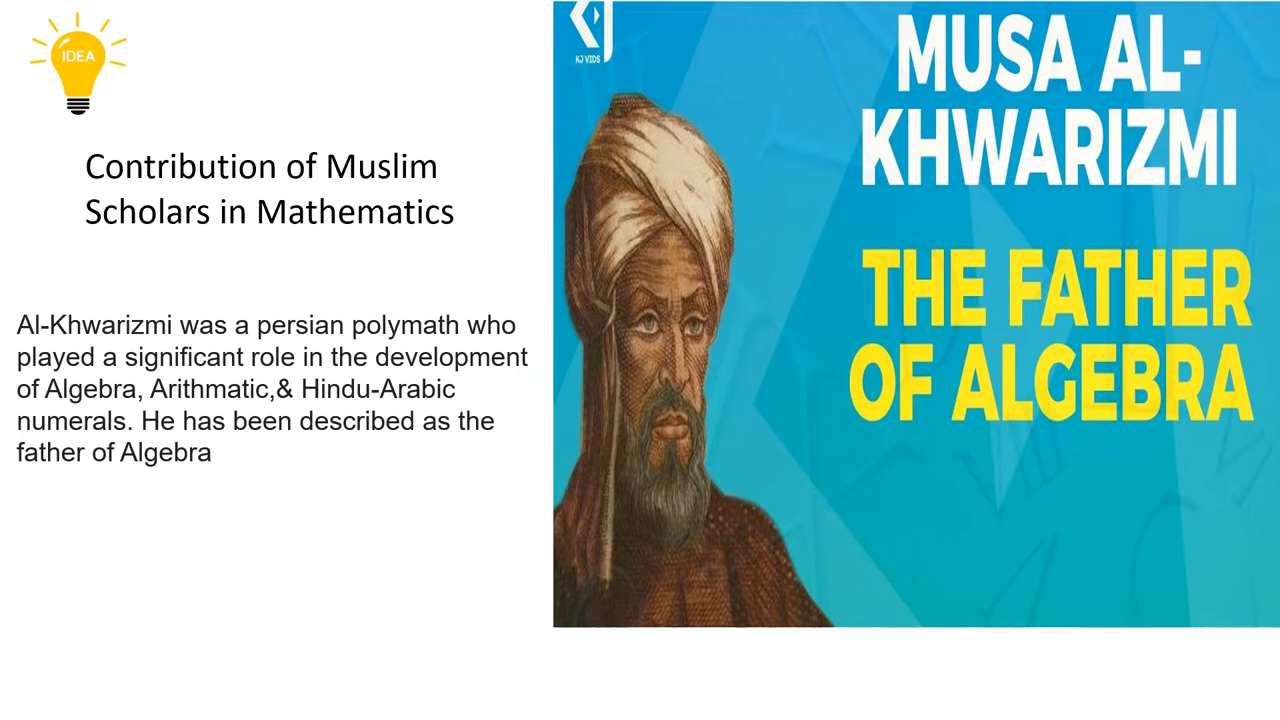 IDEA
Contribution of Muslim
Scholars in Mathematics
Al-Khwarizmi was a persian polymath who
played a significant role in the development
of Algebra, Arithmatic,& Hindu-Arabic
numerals. He has been described as the
father of Algebra
KJ VIDS
MUSA AL-
KHWARIZMI
THE FATHER
OF ALGEBRA